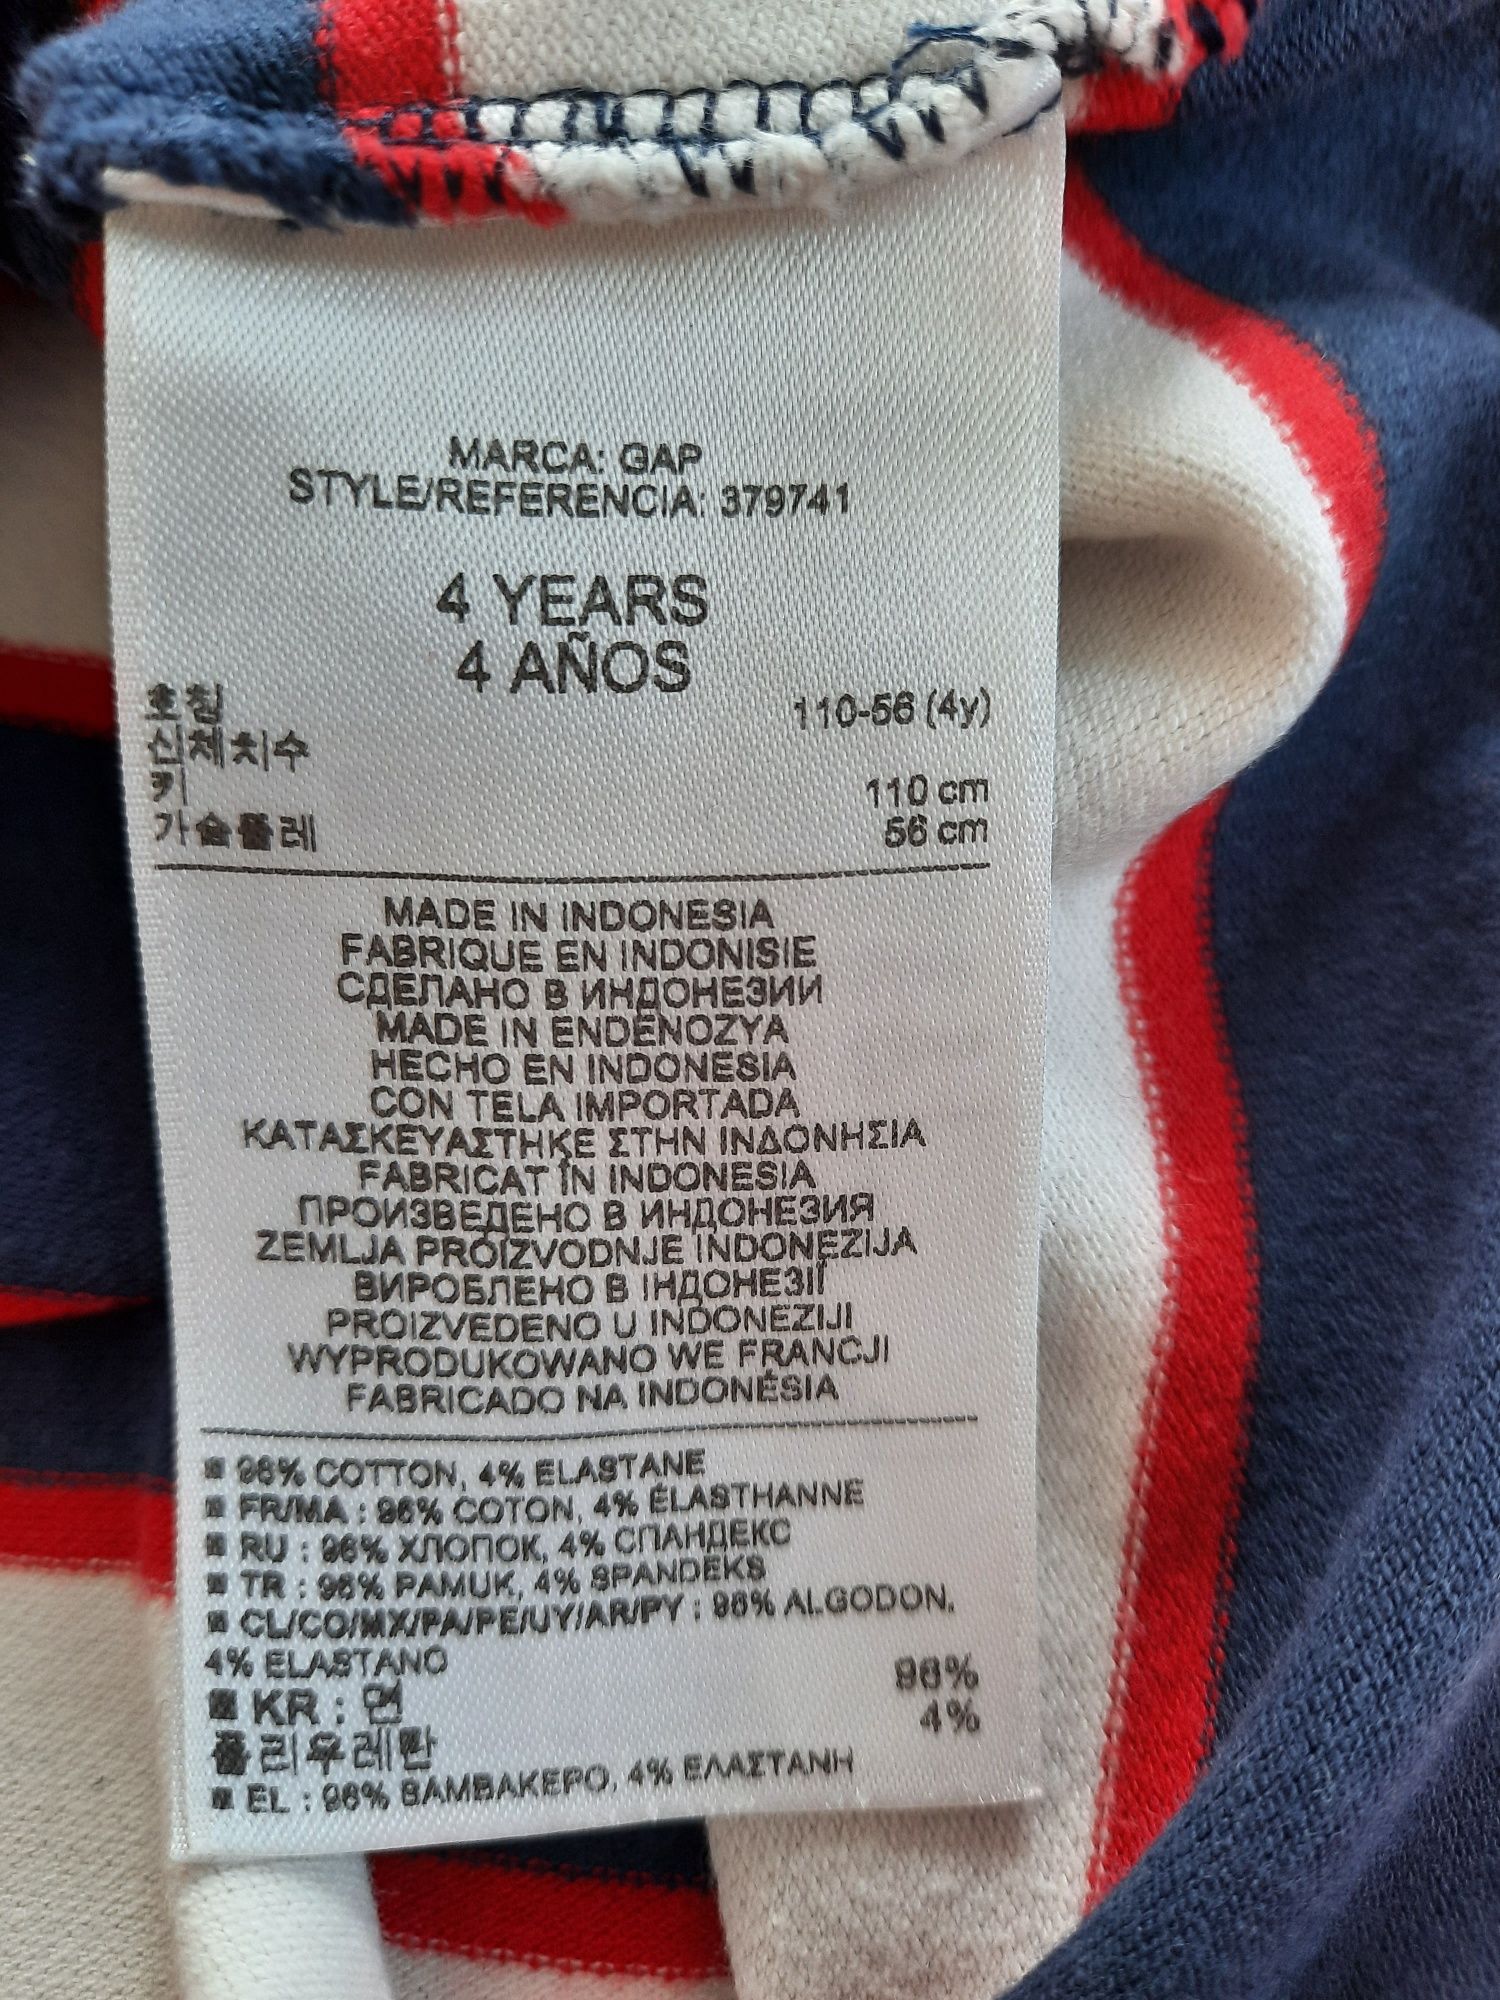 MARCA: GAP
STYLE/REFERENCIA: 379741
4 YEARS
4 AÑOS
호칭 110-56 (4y)
신체치수
키 110 cm
가슴둘레 56 cm
MADE IN INDONESIA
FABRIQUE EN INDONISIE
СДЕЛАНО В ИНДОНЕЗИИ
MADE IN ENDENOZYA
HECHO EN INDONESIA
CON TELA IMPORTADA
ΚΑΤΑΣΚΕΥΑΣΤΗΚΕ ΣΤΗΝ ΙΝΔΟΝΗΣΙΑ
FABRICAT ÎN INDONESIA
ПРОИЗВЕДЕНО В ИНДОНЕЗИЯ
ZEMLJA PROIZVODNJE INDONEZIJA
ВИРОБЛЕНО В ІНДОНЕЗІЇ
PROIZVEDENO U INDONEZIJI
WYPRODUKOWANO WE FRANCJI
FABRICADO NA INDONÉSIA
■ 96% COTTON, 4% ELASTANE
■ FR/MA : 96% COTON, 4% ÉLASTHANNE
■ RU : 96% ХЛОПОК, 4% СПАНДЕКС
■ TR : 96% PAMUK, 4% SPANDEKS
■ CL/CO/MX/PA/PE/UY/AR/PY : 96% ALGODON,
4% ELASTANO
■ KR : 면 96%
폴리우레탄 4%
■ EL : 96% ΒΑΜΒΑΚΕΡΟ, 4% ΕΛΑΣΤΑΝΗ